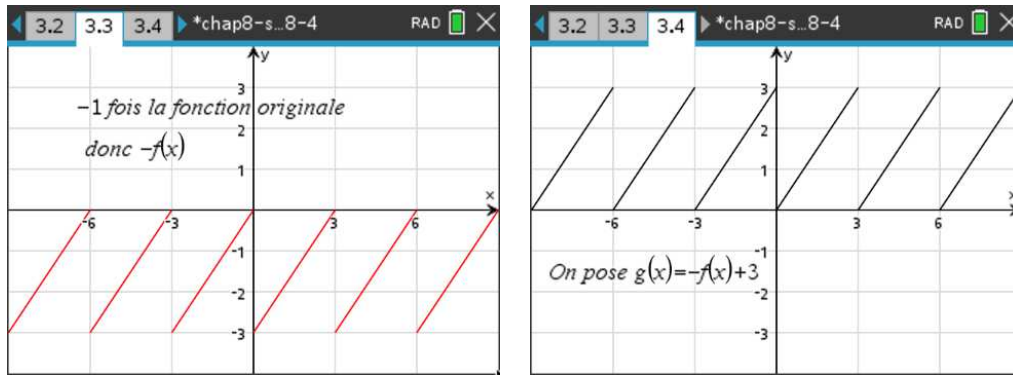 3.2 3.3 3.4 *chap8-s...8-4 RAD
y
3
-1 fois la fonction originale
2
donc -f(x)
1
x
-6 -3 3 6
-1
-2
-3
3.2 3.3 3.4 *chap8-s...8-4 RAD
y
3
2
1
x
-6 -3 3 6
-1
On pose g(x)=-f(x)+3
-2
-3